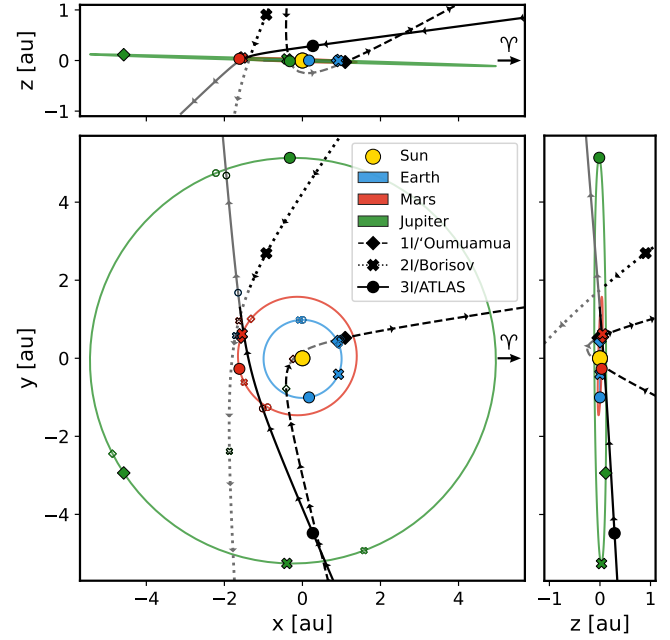 1
0
−1
z [au]
♈
−4
−2
0
2
4
x [au]
4
2
0
−2
−4
y [au]
Sun
Earth
Mars
Jupiter
1I/‘Oumuamua
2I/Borisov
3I/ATLAS
♈
−1
0
1
z [au]